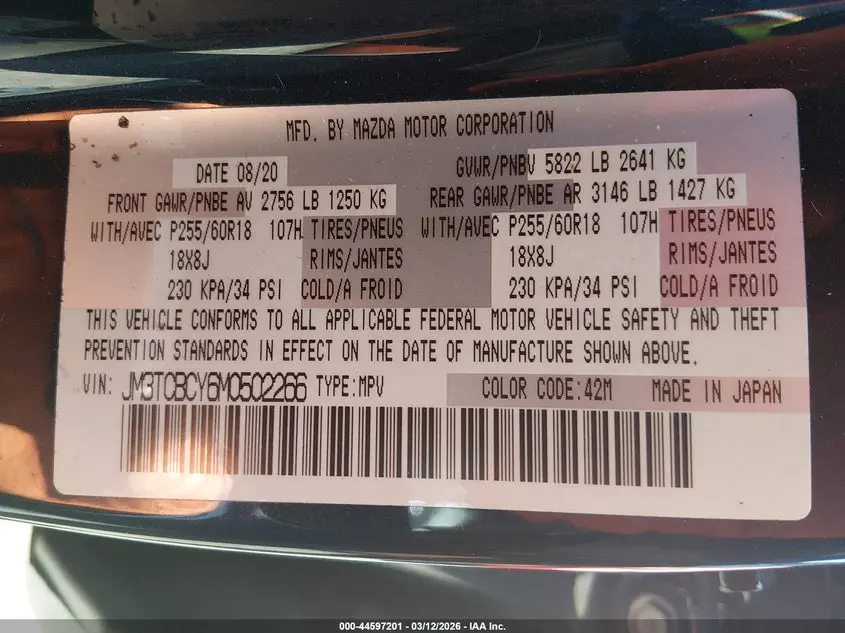 MFD. BY MAZDA MOTOR CORPORATION
DATE 08/20 GVWR/PNBV 5822 LB 2641 KG
FRONT GAWR/PNBE AV 2756 LB 1250 KG REAR GAWR/PNBE AR 3146 LB 1427 KG
WITH/AVEC P255/60R18 107H TIRES/PNEUS WITH/AVEC P255/60R18 107H TIRES/PNEUS
18X8J RIMS/JANTES 18X8J RIMS/JANTES
230 KPA/34 PSI COLD/A FROID 230 KPA/34 PSI COLD/A FROID
THIS VEHICLE CONFORMS TO ALL APPLICABLE FEDERAL MOTOR VEHICLE SAFETY AND THEFT
PREVENTION STANDARDS IN EFFECT ON THE DATE OF MANUFACTURE SHOWN ABOVE.
VIN: JM3TCBCY6M0502266 TYPE:MPV COLOR CODE:42M MADE IN JAPAN
000-44597201 - 03/12/2026 - IAA Inc.